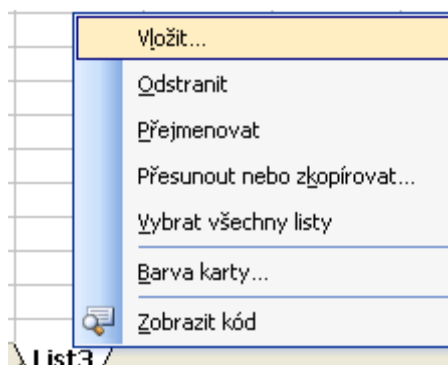 Vložit...
Odstranit
Přejmenovat
Přesunout nebo zkopírovat...
Vybrat všechny listy
Barva karty...
Zobrazit kód
List3